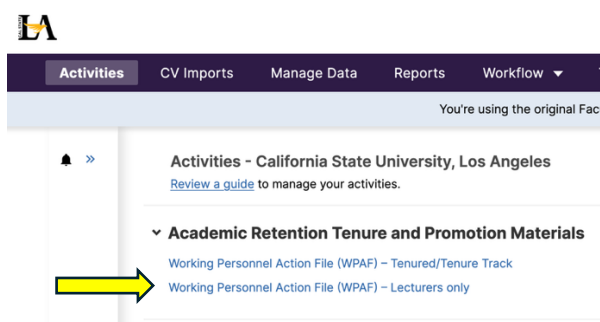 CAL STATE LA
Activities CV Imports Manage Data Reports Workflow
You're using the original Fac
Activities - California State University, Los Angeles
Review a guide to manage your activities.
Academic Retention Tenure and Promotion Materials
Working Personnel Action File (WPAF) – Tenured/Tenure Track
Working Personnel Action File (WPAF) – Lecturers only